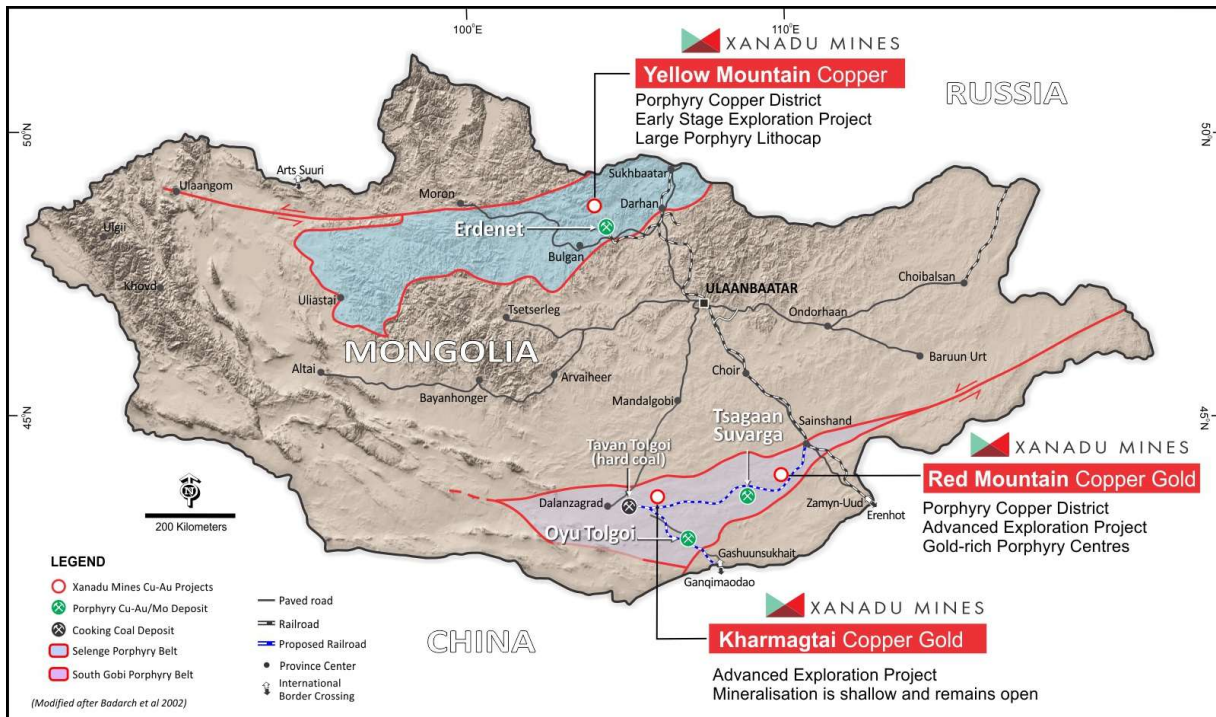 100°E
110°E
XANADU MINES
Yellow Mountain Copper
Porphyry Copper District
Early Stage Exploration Project
Large Porphyry Lithocap
RUSSIA
50°N
50°N
Arts Suuri
Ulaangom
Sukhbaatar
Moron
Darhan
Ulgii
Erdenet
Bulgan
Khovd
Uliastai
Choibalsan
ULAANBAATAR
Tsetserleg
Ondorhaan
MONGOLIA
Baruun Urt
Altai
Arvaiheer
Choir
Bayanhonger
Mandalgobi
45°N
45°N
Tsagaan
Suvarga
Sainshand
Tavan Tolgoi
(hard coal)
XANADU MINES
Red Mountain Copper Gold
Porphyry Copper District
Advanced Exploration Project
Gold-rich Porphyry Centres
Dalanzagrad
Zamyn-Uud
Erenhot
N
200 Kilometers
Oyu Tolgoi
Gashuunsukhait
Ganqimaodao
LEGEND
Xanadu Mines Cu-Au Projects
Porphyry Cu-Au/Mo Deposit
Cooking Coal Deposit
Selenge Porphyry Belt
South Gobi Porphyry Belt
(Modified after Badarch et al 2002)
Paved road
Railroad
Proposed Railroad
Province Center
International
Border Crossing
CHINA
XANADU MINES
Kharmagtai Copper Gold
Advanced Exploration Project
Mineralisation is shallow and remains open